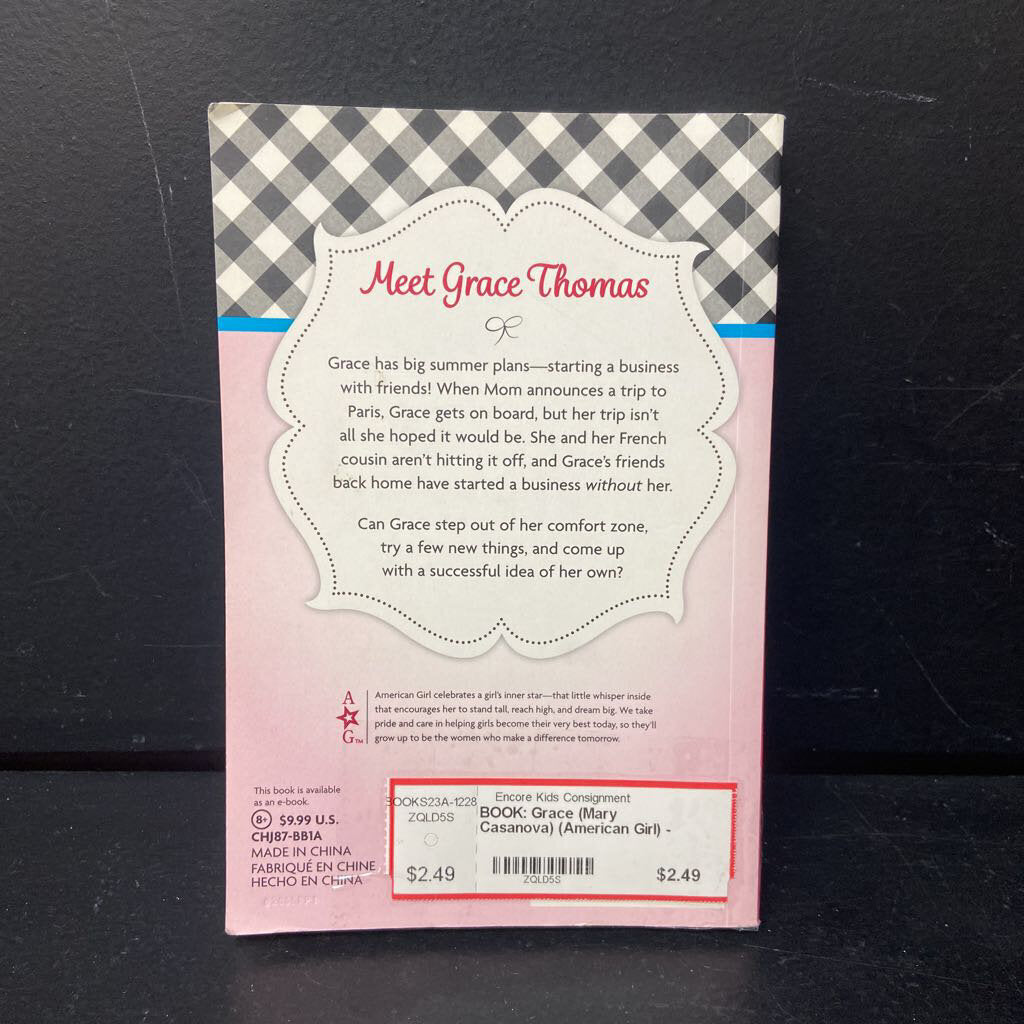 Meet Grace Thomas
Grace has big summer plans—starting a business
with friends! When Mom announces a trip to
Paris, Grace gets on board, but her trip isn't
all she hoped it would be. She and her French
cousin aren't hitting it off, and Grace's friends
back home have started a business without her.
Can Grace step out of her comfort zone,
try a few new things, and come up
with a successful idea of her own?
A
G™
American Girl celebrates a girl's inner star—that little whisper inside
that encourages her to stand tall, reach high, and dream big. We take
pride and care in helping girls become their very best today, so they'll
grow up to be the women who make a difference tomorrow.
This book is available
as an e-book.
8+ $9.99 U.S.
CHJ87-BB1A
MADE IN CHINA
FABRIQUÉ EN CHINE
HECHO EN CHINA
BOOKS23A-1228
ZQLD5S
$2.49
Encore Kids Consignment
BOOK: Grace (Mary
Casanova) (American Girl) -
ZQLD5S
$2.49